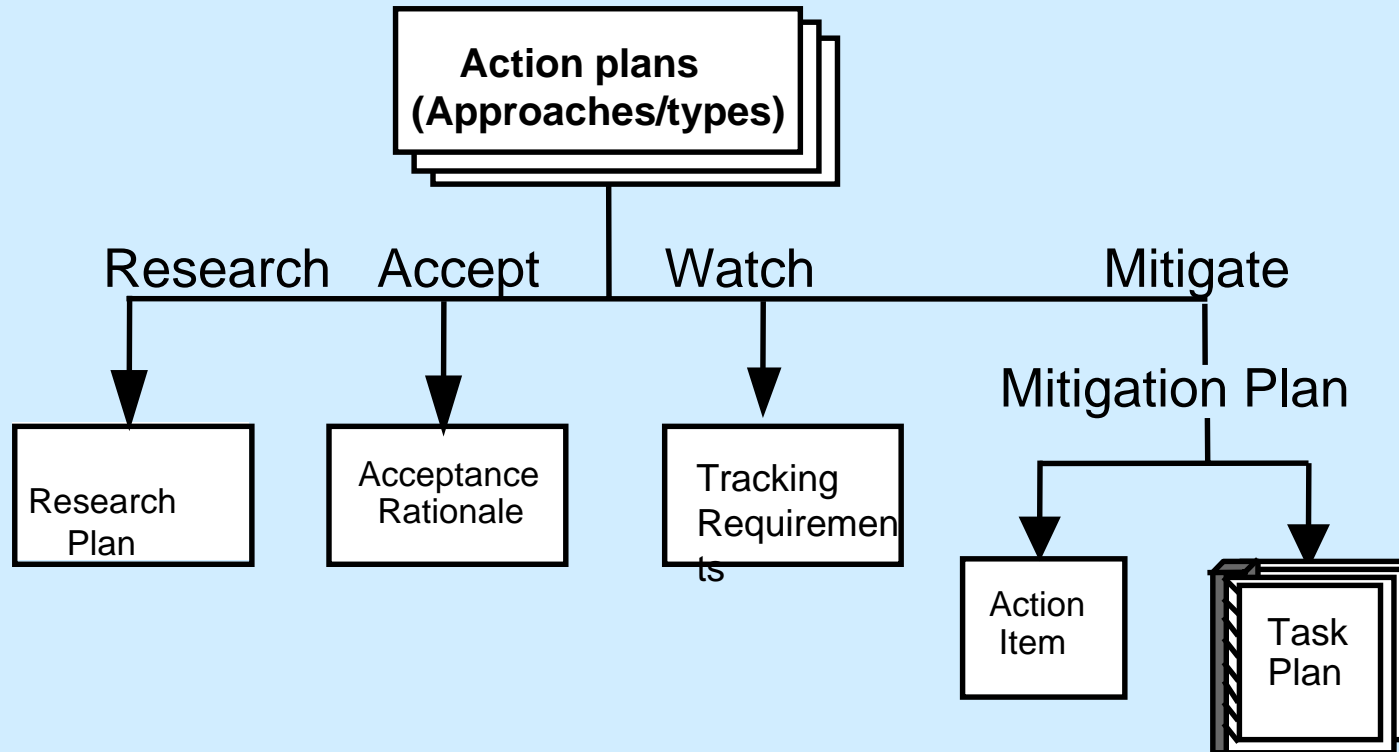 Action plans
(Approaches/types)
Research
Accept
Watch
Mitigate
Mitigation Plan
Research
Plan
Acceptance
Rationale
Tracking
Requiremen
ts
Action
Item
Task
Plan